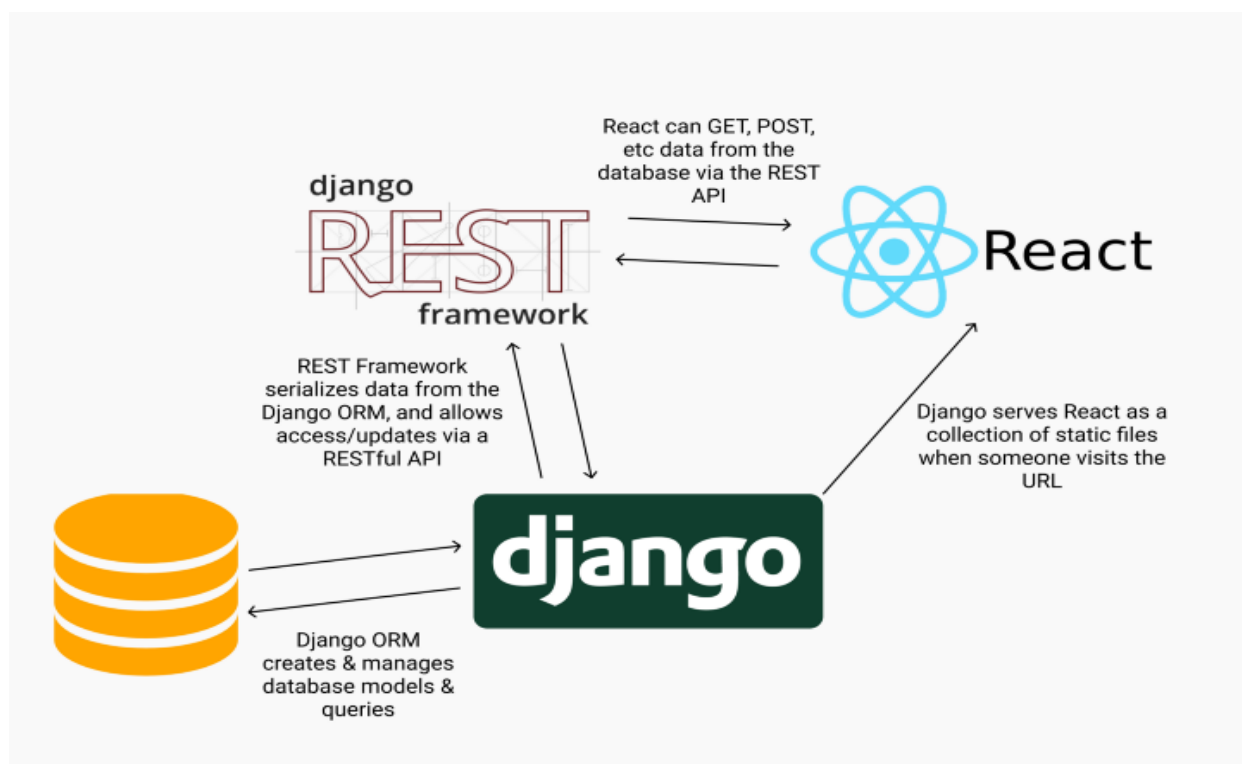 React can GET, POST,
etc data from the
database via the REST
API
django
REST
framework
React
REST Framework
serializes data from the
Django ORM, and allows
access/updates via a
RESTful API
Django serves React as a
collection of static files
when someone visits the
URL
django
Django ORM
creates & manages
database models &
queries